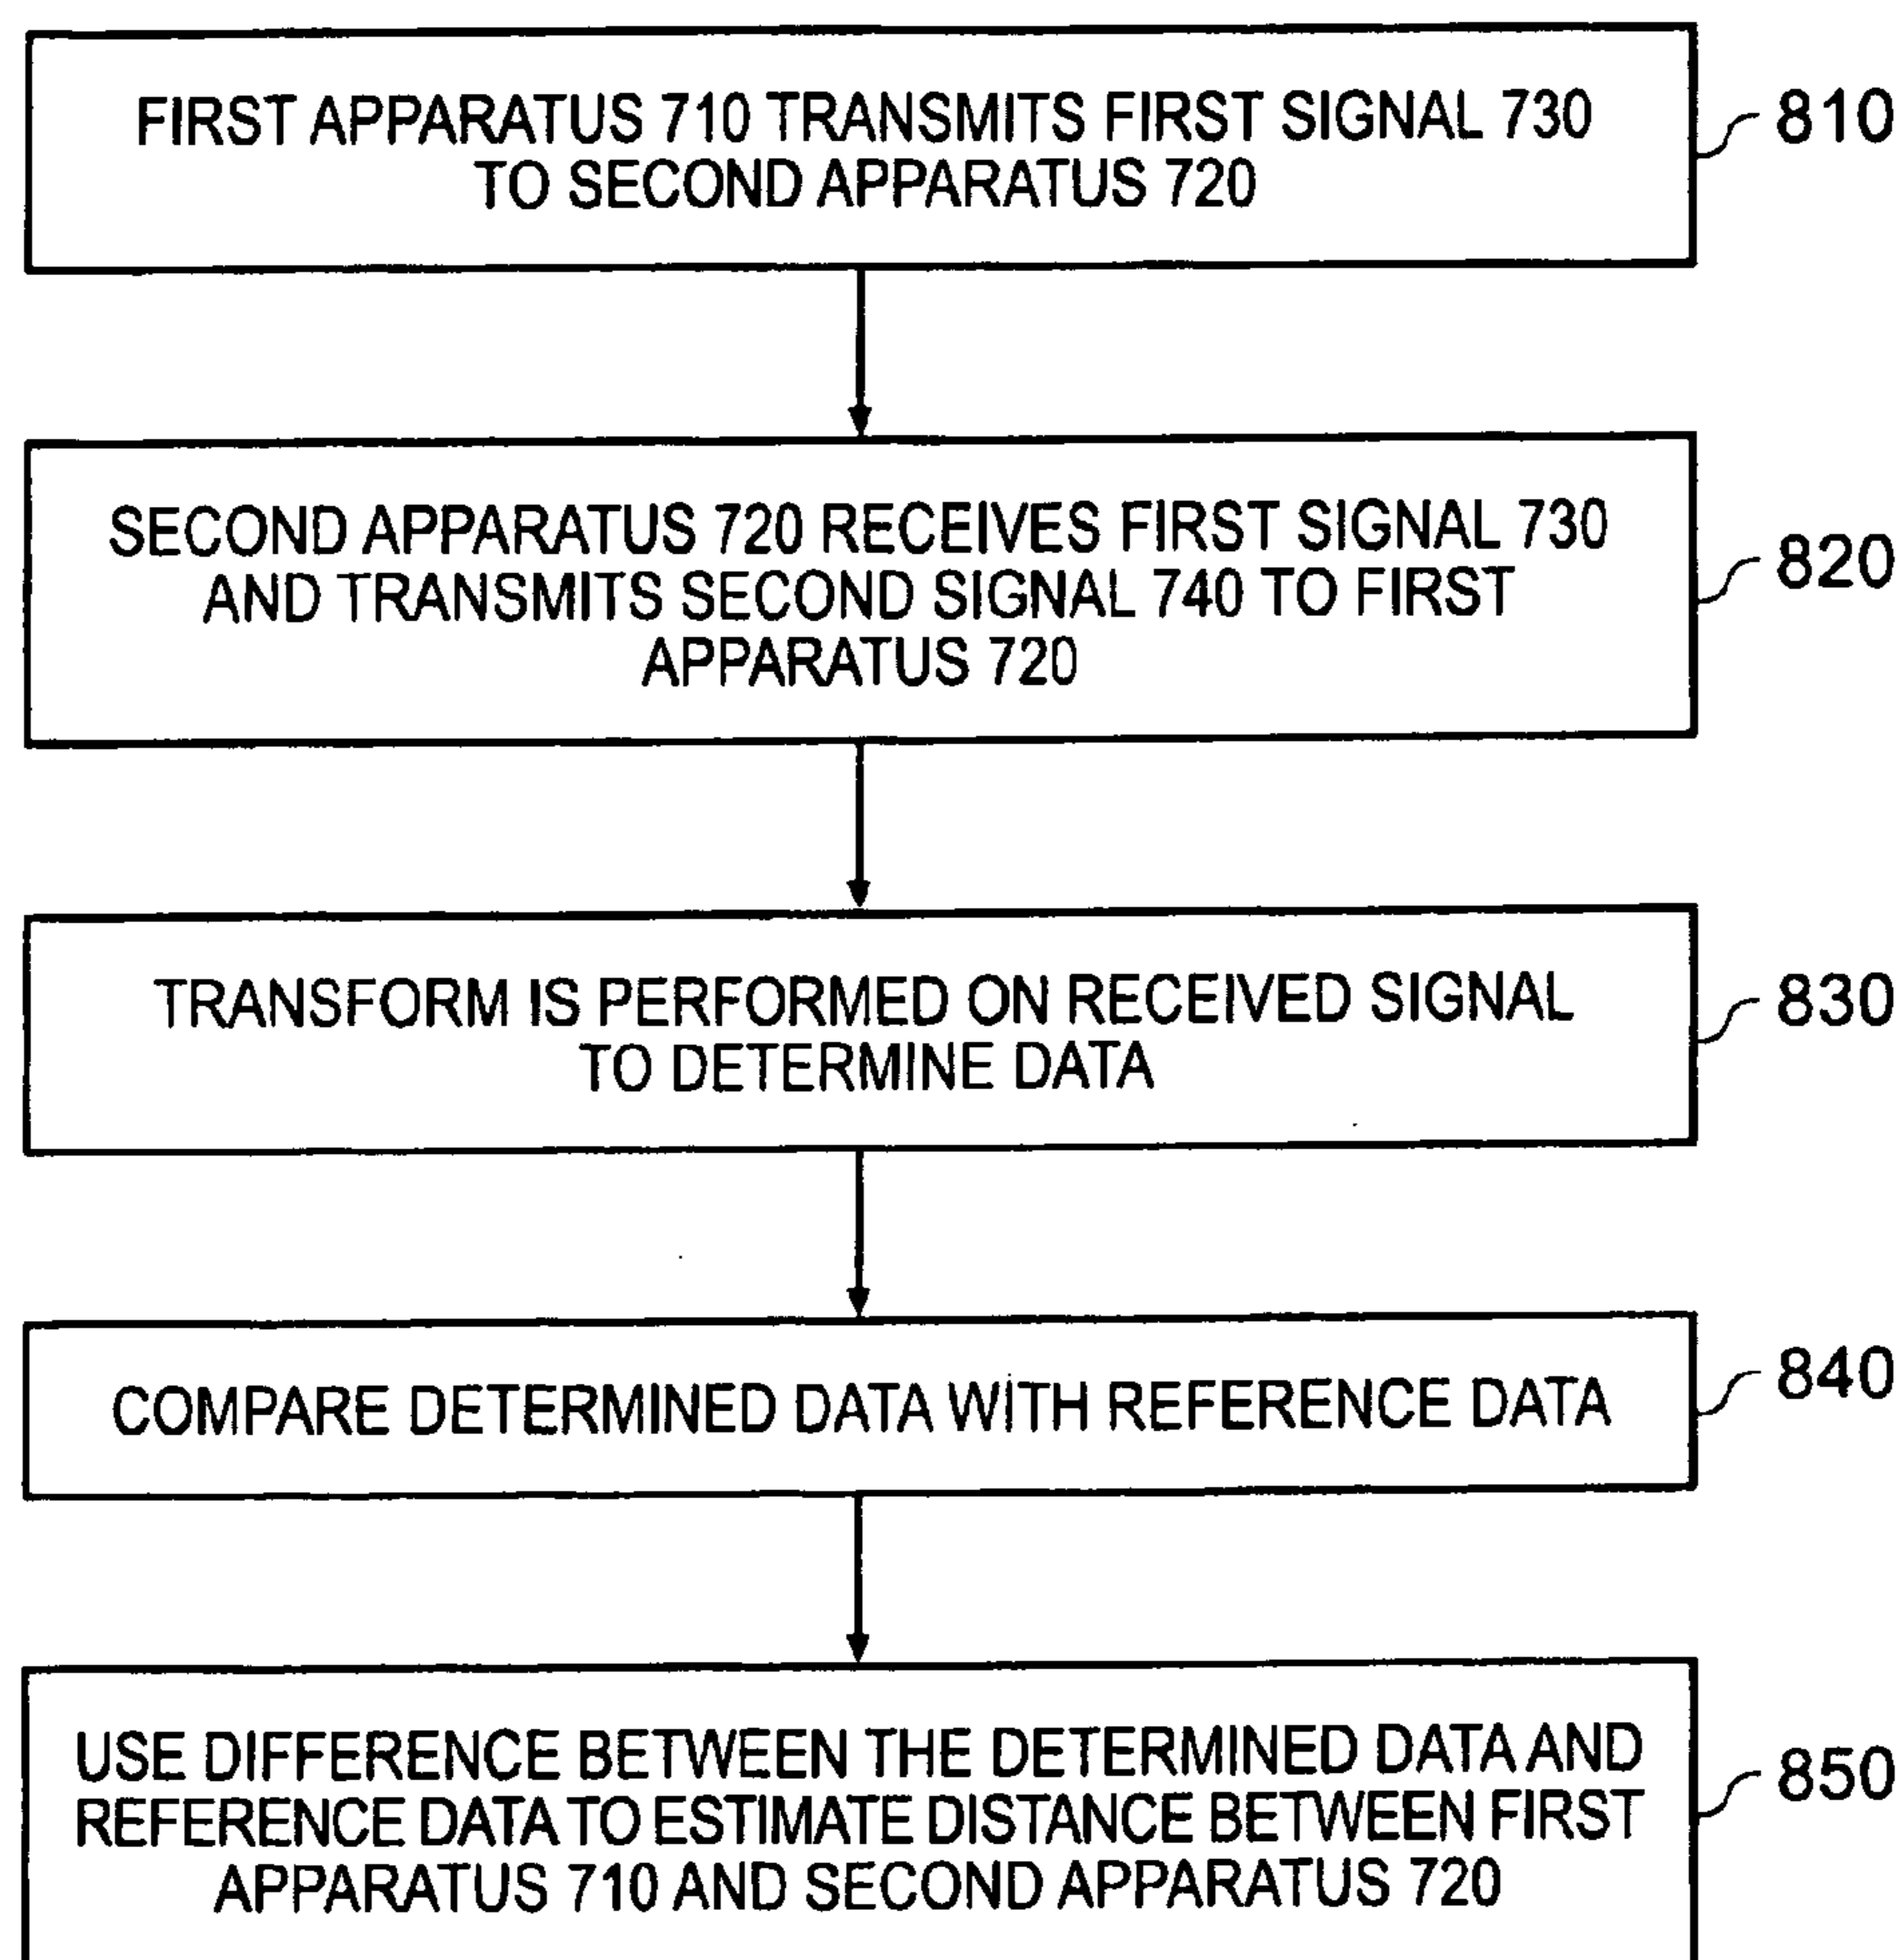 FIRST APPARATUS 710 TRANSMITS FIRST SIGNAL 730
TO SECOND APPARATUS 720
810
SECOND APPARATUS 720 RECEIVES FIRST SIGNAL 730
AND TRANSMITS SECOND SIGNAL 740 TO FIRST
APPARATUS 720
820
TRANSFORM IS PERFORMED ON RECEIVED SIGNAL
TO DETERMINE DATA
830
COMPARE DETERMINED DATA WITH REFERENCE DATA
840
USE DIFFERENCE BETWEEN THE DETERMINED DATA AND
REFERENCE DATA TO ESTIMATE DISTANCE BETWEEN FIRST
APPARATUS 710 AND SECOND APPARATUS 720
850